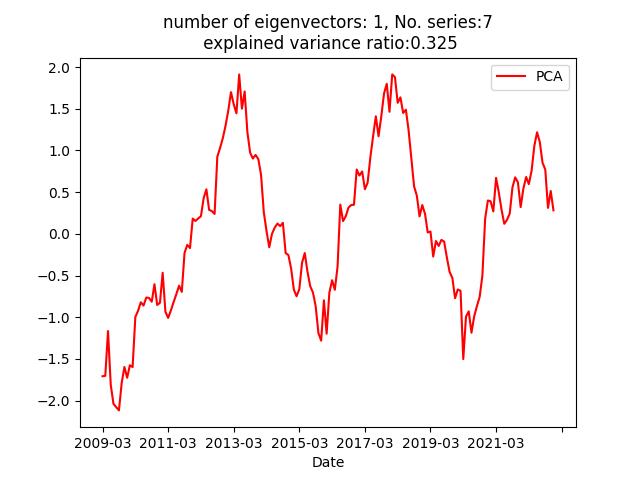 number of eigenvectors: 1, No. series:7
explained variance ratio:0.325
PCA
2.0
1.5
1.0
0.5
0.0
−0.5
−1.0
−1.5
−2.0
2009-03 2011-03 2013-03 2015-03 2017-03 2019-03 2021-03
Date